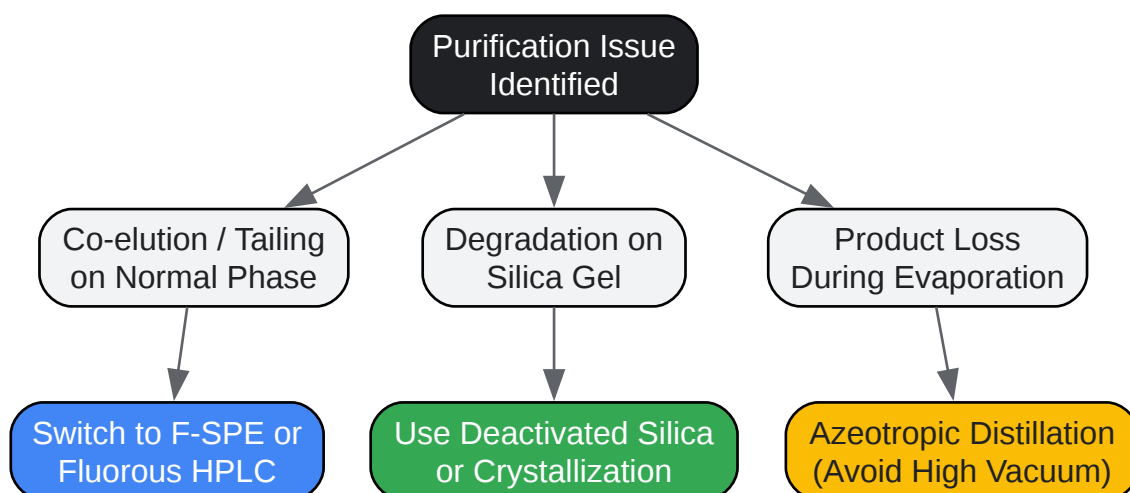 Purification Issue
Identified
Co-elution / Tailing
on Normal Phase
Degradation on
Silica Gel
Product Loss
During Evaporation
Switch to F-SPE or
Fluorous HPLC
Use Deactivated Silica
or Crystallization
Azeotropic Distillation
(Avoid High Vacuum)